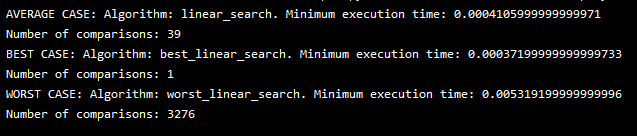 AVERAGE CASE: Algorithm: linear_search. Minimum execution time: 0.0004105999999999971
Number of comparisons: 39
BEST CASE: Algorithm: best_linear_search. Minimum execution time: 0.00037199999999999733
Number of comparisons: 1
WORST CASE: Algorithm: worst_linear_search. Minimum execution time: 0.005319199999999996
Number of comparisons: 3276